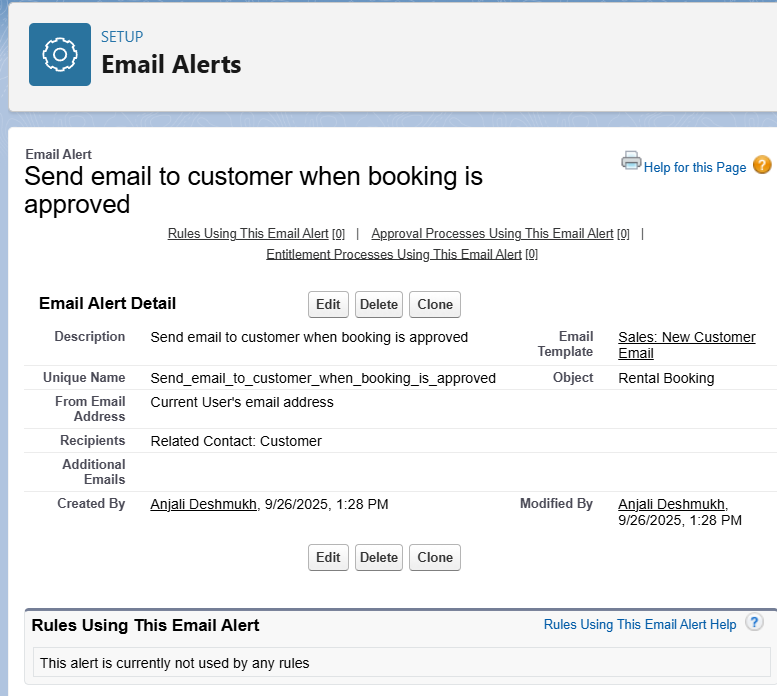 SETUP
Email Alerts
Email Alert
Send email to customer when booking is
approved
Help for this Page ?
Rules Using This Email Alert [0] | Approval Processes Using This Email Alert [0] |
Entitlement Processes Using This Email Alert [0]
Email Alert Detail
Edit Delete Clone
Description Send email to customer when booking is approved
Email
Template
Sales: New Customer
Email
Unique Name Send_email_to_customer_when_booking_is_approved
Object Rental Booking
From Email
Address
Current User's email address
Recipients Related Contact: Customer
Additional
Emails
Created By Anjali Deshmukh, 9/26/2025, 1:28 PM
Modified By Anjali Deshmukh,
9/26/2025, 1:28 PM
Edit Delete Clone
Rules Using This Email Alert
Rules Using This Email Alert Help ?
This alert is currently not used by any rules